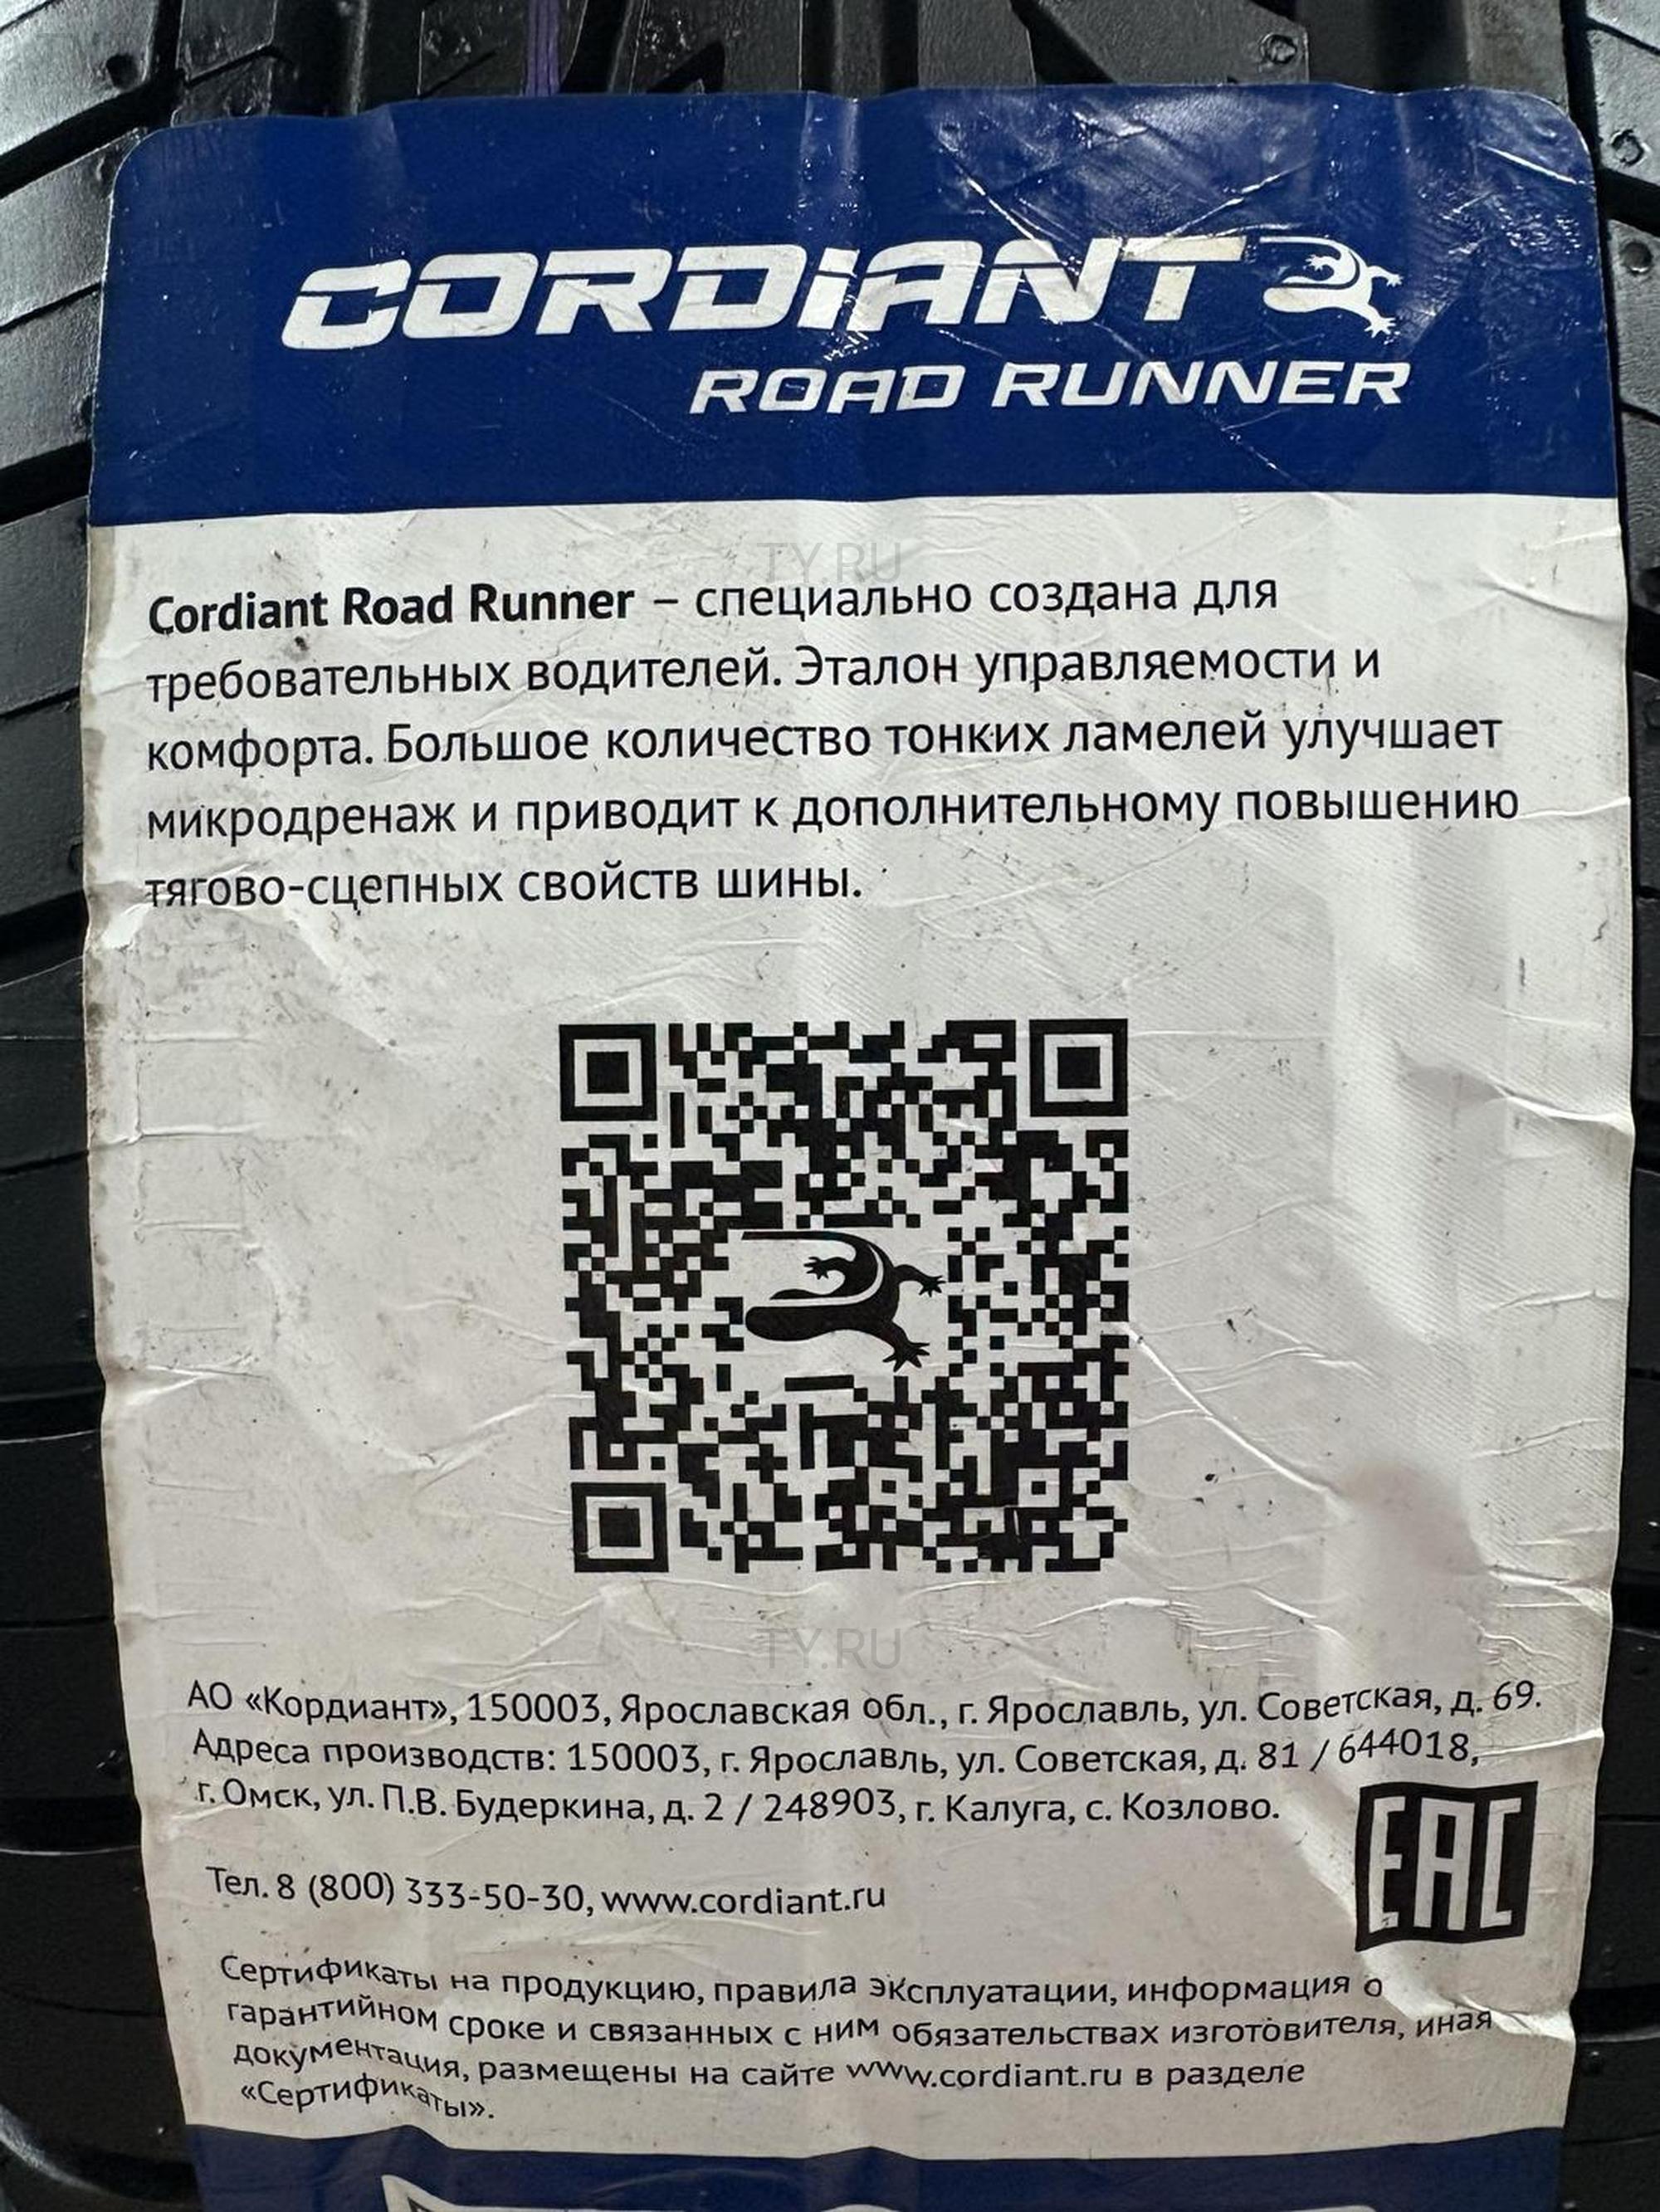 CORDIANT
ROAD RUNNER
TY.RU
Cordiant Road Runner – специально создана для
требовательных водителей. Эталон управляемости и
комфорта. Большое количество тонких ламелей улучшает
микродренаж и приводит к дополнительному повышению
тягово-сцепных свойств шины.
TY.RU
АО «Кордиант», 150003, Ярославская обл., г. Ярославль, ул. Советская, д. 69.
Адреса производств: 150003, г. Ярославль, ул. Советская, д. 81 / 644018,
г. Омск, ул. П.В. Будеркина, д. 2 / 248903, г. Калуга, с. Козлово.
EAC
Тел. 8 (800) 333-50-30, www.cordiant.ru
Сертификаты на продукцию, правила эксплуатации, информация о
гарантийном сроке и связанных с ним обязательствах изготовителя, иная
документация, размещены на сайте www.cordiant.ru в разделе
«Сертификаты».